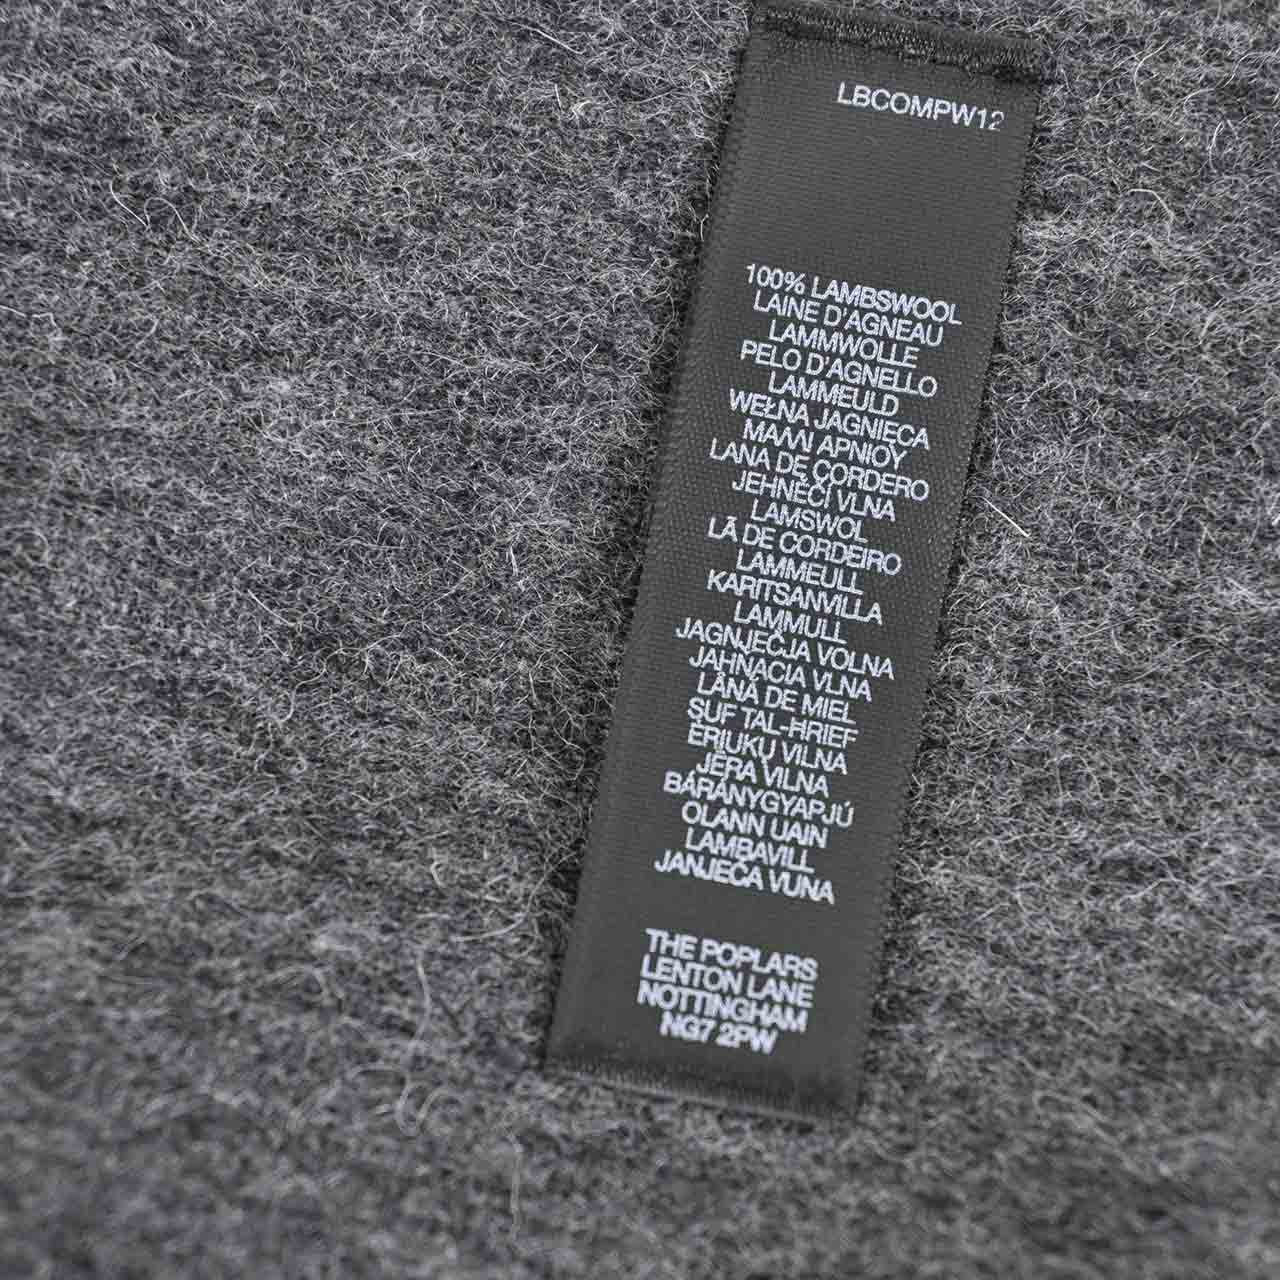 LBCOMPW12
100% LAMBSWOOL
LAINE D'AGNEAU
LAMMWOLLE
PELO D'AGNELLO
LAMMEULD
WEŁNA JAGNIĘCA
ΜΑΛΛΙ ΑΡΝΙΟΥ
LANA DE CORDERO
JEHNĚČÍ VLNA
LAMSWOL
LÃ DE CORDEIRO
LAMMEULL
KARITSANVILLA
LAMMULL
JAGNJEČJA VOLNA
JAHŇACIA VLNA
LÂNĂ DE MIEL
SUF TAL-ĦRIEF
ĖRIUKŲ VILNA
JĒRA VILNA
BÁRÁNYGYAPJÚ
OLANN UAIN
LAMBAVILL
JANJEĆA VUNA
THE POPLARS
LENTON LANE
NOTTINGHAM
NG7 2PW